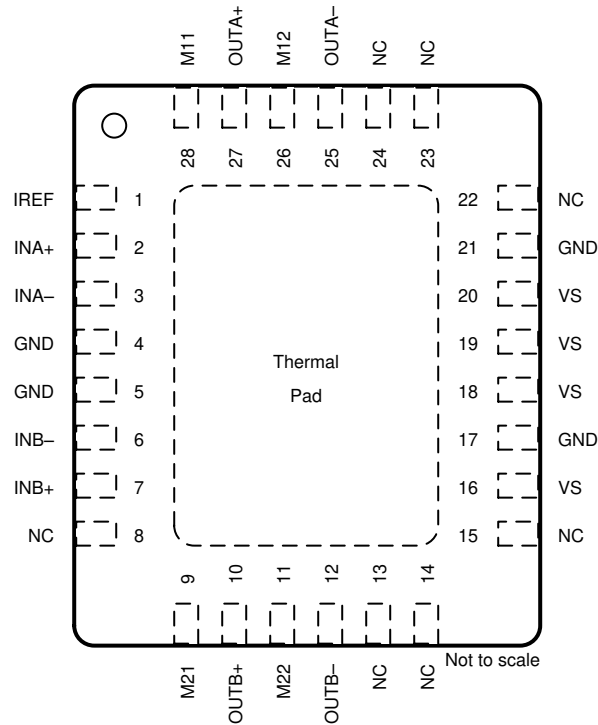 M11 OUTA+ M12 OUTA– NC NC
28 27 26 25 24 23
IREF 1 22 NC
INA+ 2 21 GND
INA– 3 20 VS
GND 4 19 VS
Thermal
GND 5 18 VS
Pad
INB– 6 17 GND
INB+ 7 16 VS
NC 8 15 NC
9 10 11 12 13 14
M21 OUTB+ M22 OUTB– NC NC
Not to scale